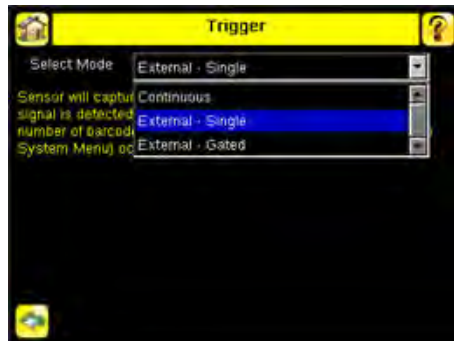 Trigger
?
Select Mode
External - Single
Continuous
External - Single
External - Gated
Sensor will captu
signal is detected
number of barcod
System Menu) oc